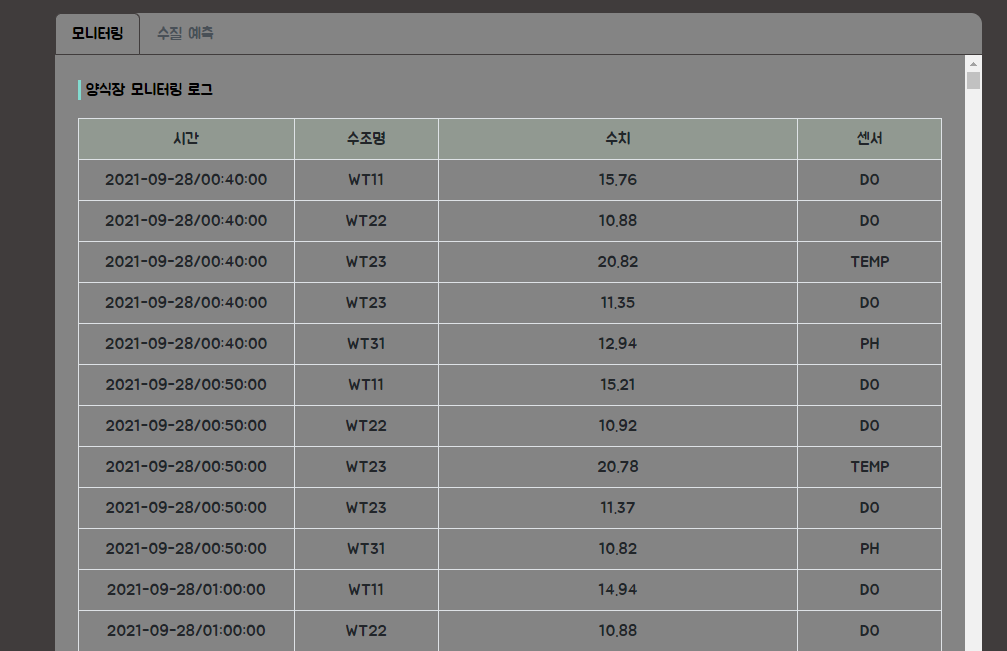 모니터링 수질 예측
양식장 모니터링 로그
시간 수조명 수치 센서
2021-09-28/00:40:00 WT11 15.76 DO
2021-09-28/00:40:00 WT22 10.88 DO
2021-09-28/00:40:00 WT23 20.82 TEMP
2021-09-28/00:40:00 WT23 11.35 DO
2021-09-28/00:40:00 WT31 12.94 PH
2021-09-28/00:50:00 WT11 15.21 DO
2021-09-28/00:50:00 WT22 10.92 DO
2021-09-28/00:50:00 WT23 20.78 TEMP
2021-09-28/00:50:00 WT23 11.37 DO
2021-09-28/00:50:00 WT31 10.82 PH
2021-09-28/01:00:00 WT11 14.94 DO
2021-09-28/01:00:00 WT22 10.88 DO